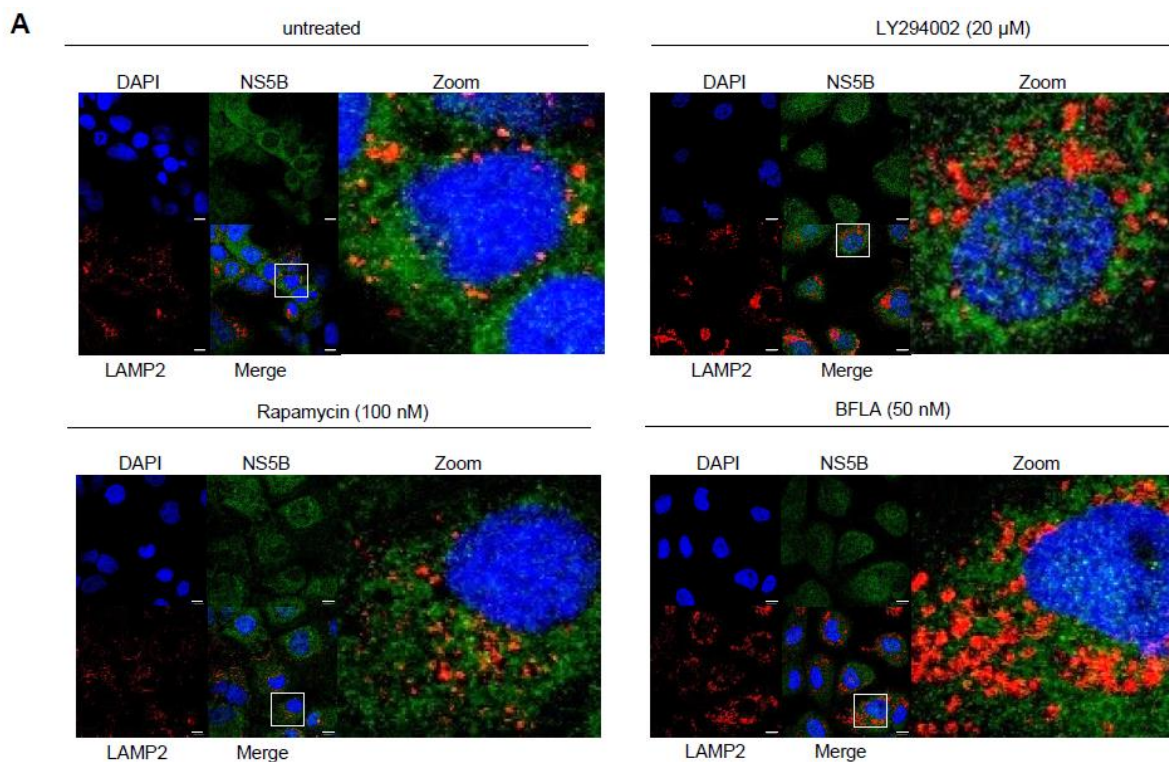 A
untreated
DAPI NS5B Zoom
LAMP2 Merge
LY294002 (20 µM)
DAPI NS5B Zoom
LAMP2 Merge
Rapamycin (100 nM)
DAPI NS5B Zoom
LAMP2 Merge
BFLA (50 nM)
DAPI NS5B Zoom
LAMP2 Merge